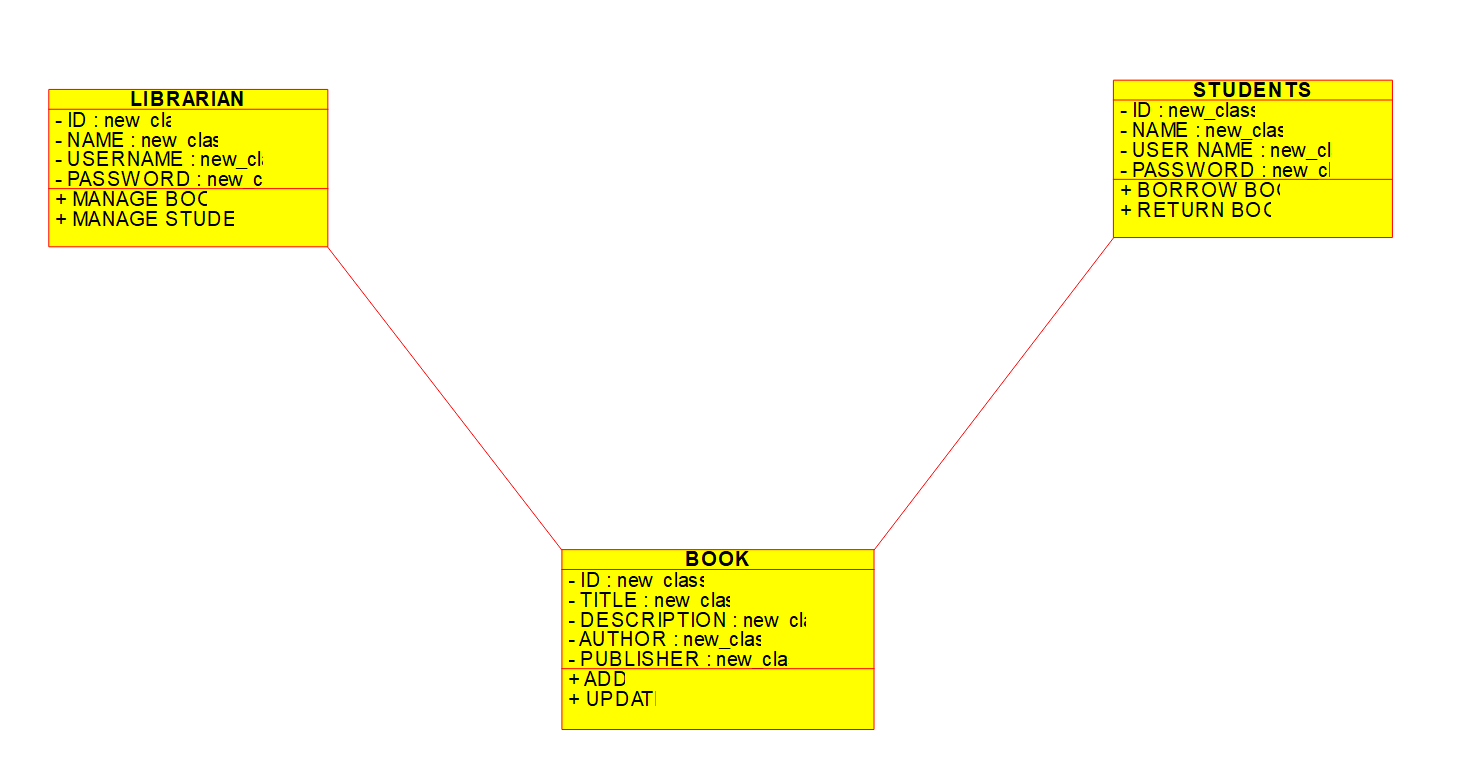 LIBRARIAN
- ID : new_cla
- NAME : new_clas
- USERNAME : new_cl
- PASSWORD : new_c
+ MANAGE BOO
+ MANAGE STUDE
STUDENTS
- ID : new_class
- NAME : new_clas
- USER NAME : new_cl
- PASSWORD : new_cl
+ BORROW BOO
+ RETURN BOO
BOOK
- ID : new_class
- TITLE : new_clas
- DESCRIPTION : new_cla
- AUTHOR : new_clas
- PUBLISHER : new_cla
+ ADD
+ UPDAT